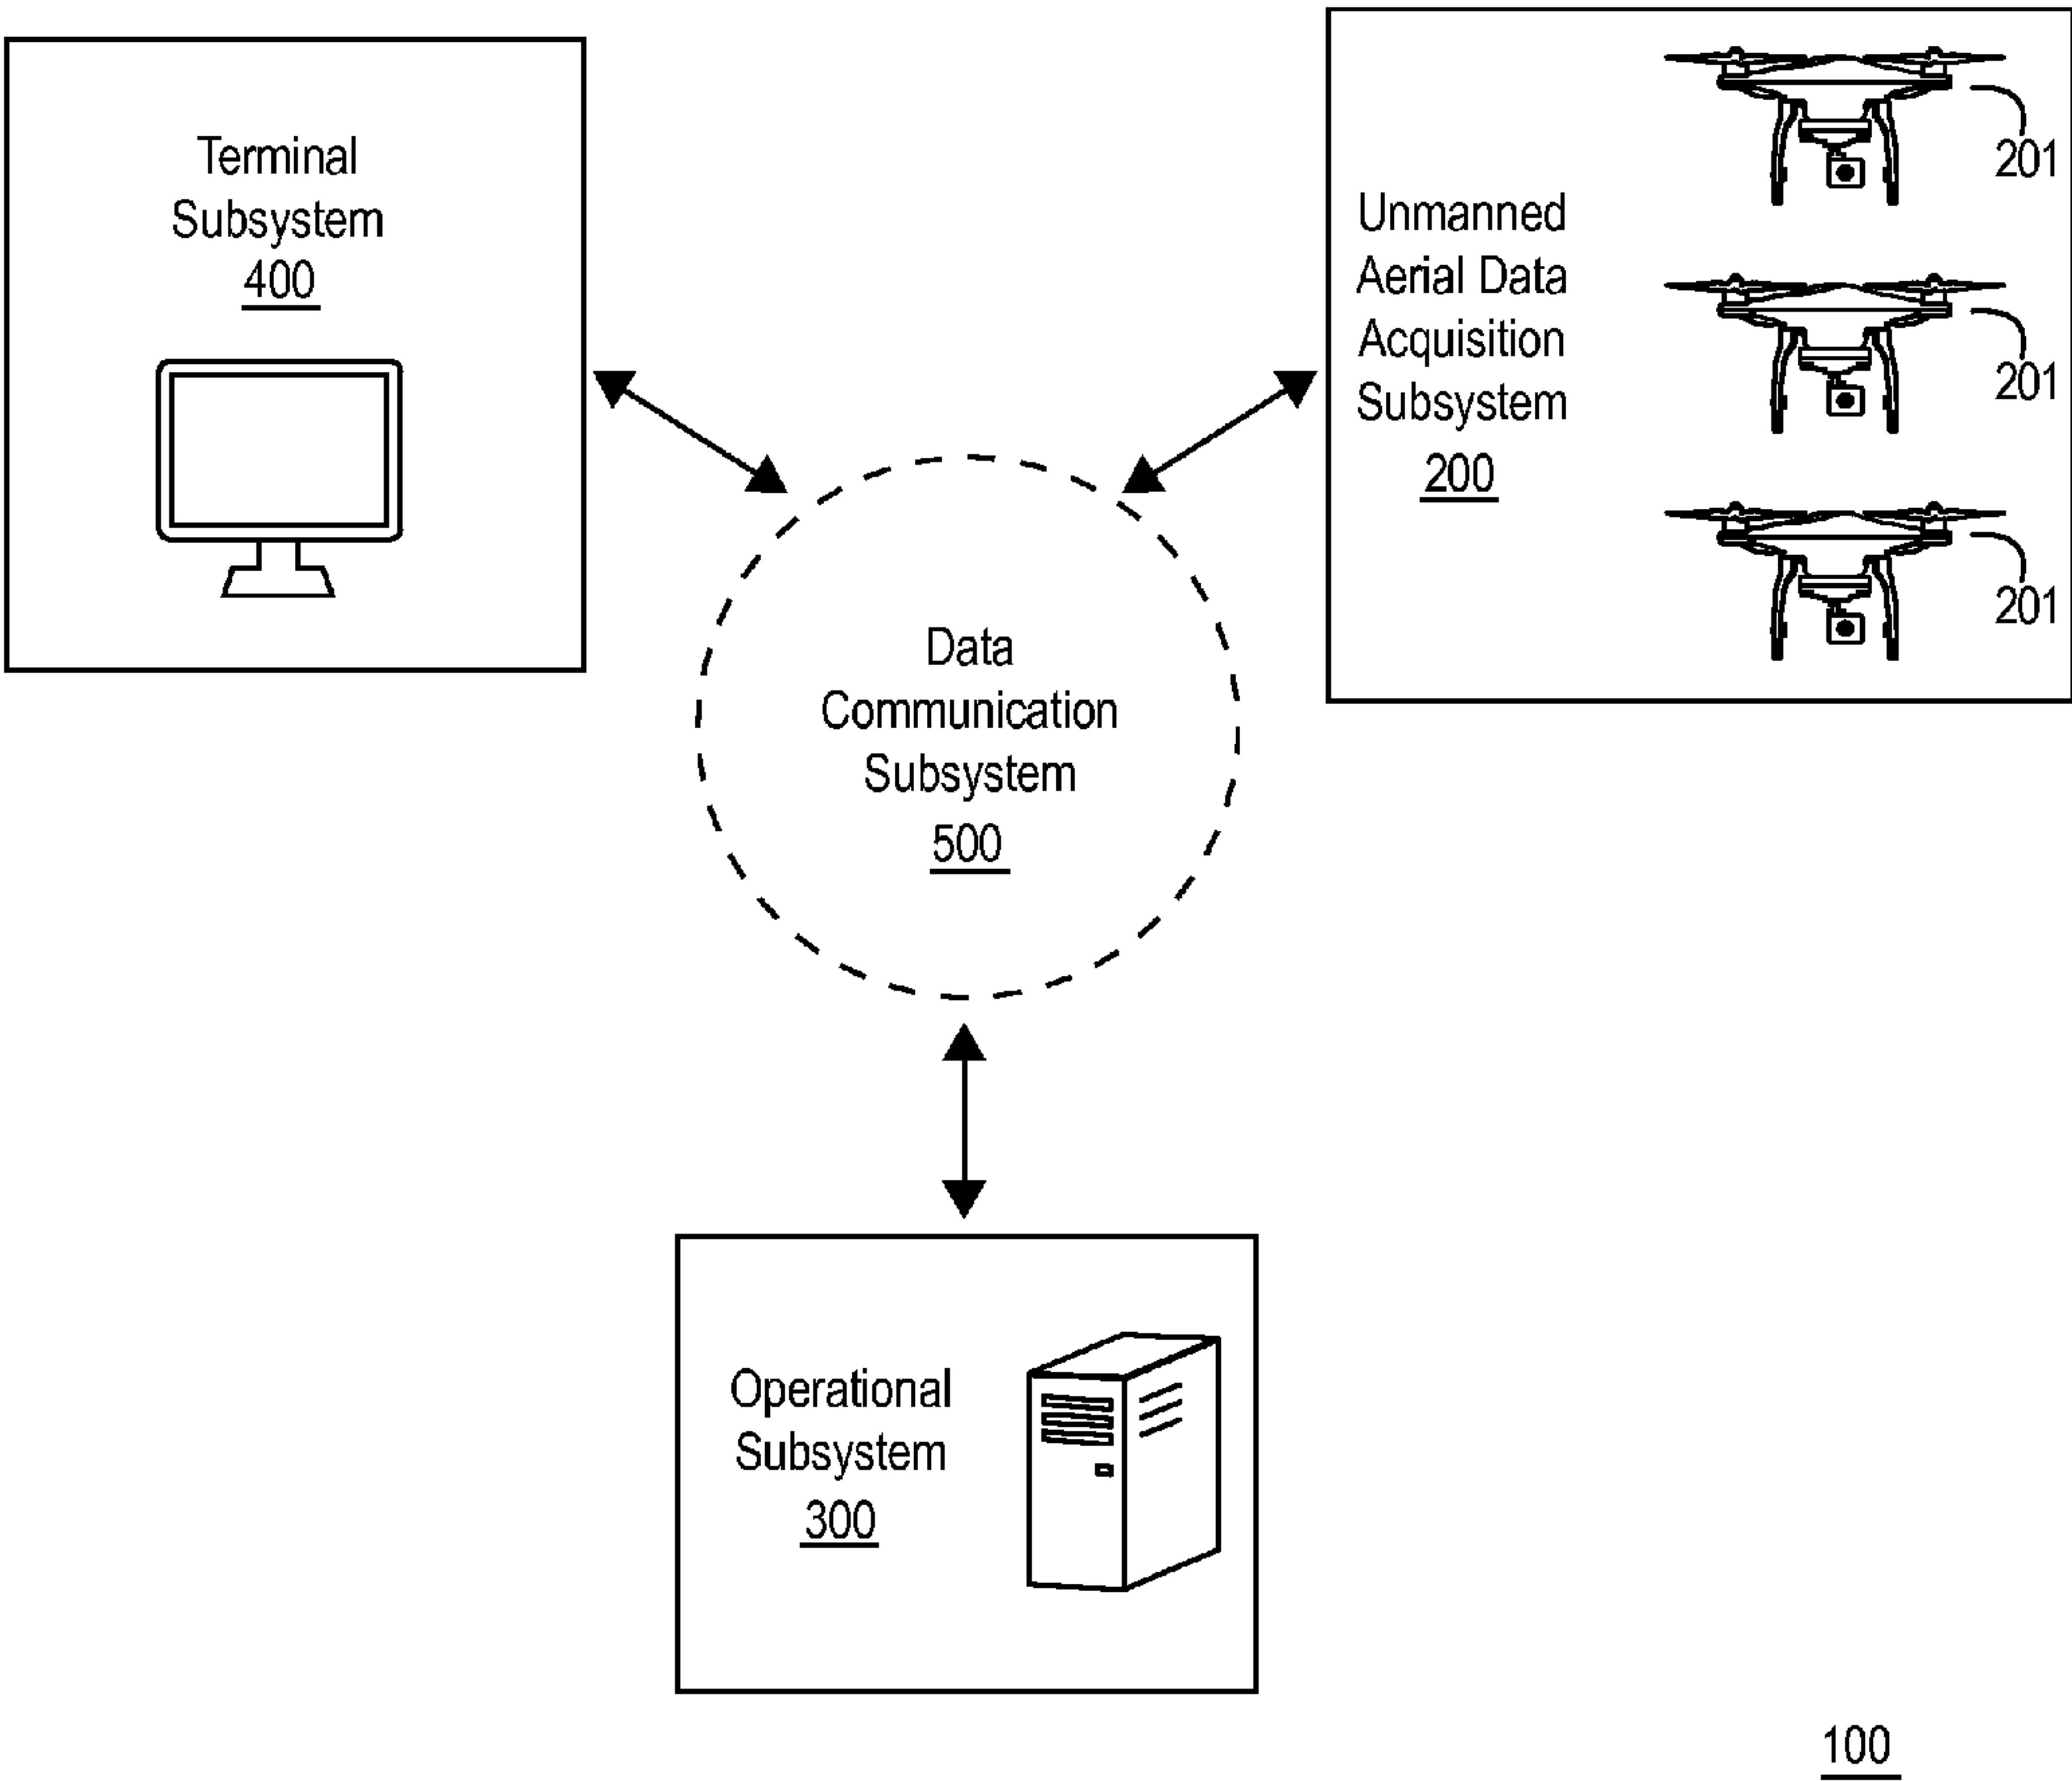 Terminal
Subsystem
400
Unmanned
Aerial Data
Acquisition
Subsystem
200
201
201
201
Data
Communication
Subsystem
500
Operational
Subsystem
300
100